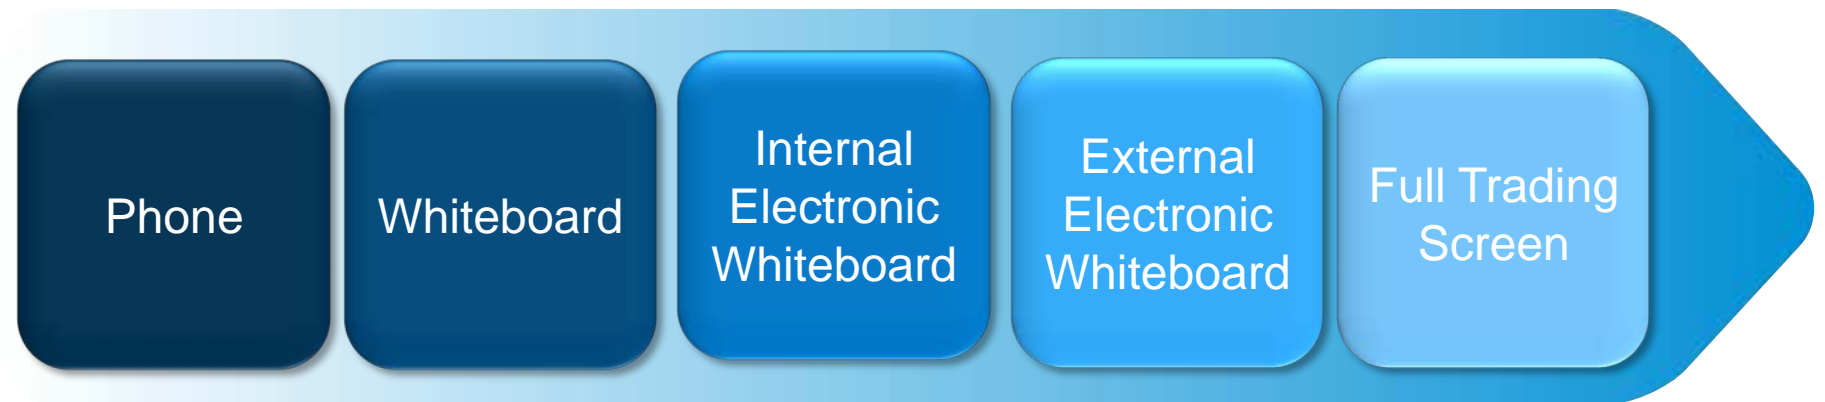 Phone
Whiteboard
Internal
Electronic
Whiteboard
External
Electronic
Whiteboard
Full Trading
Screen